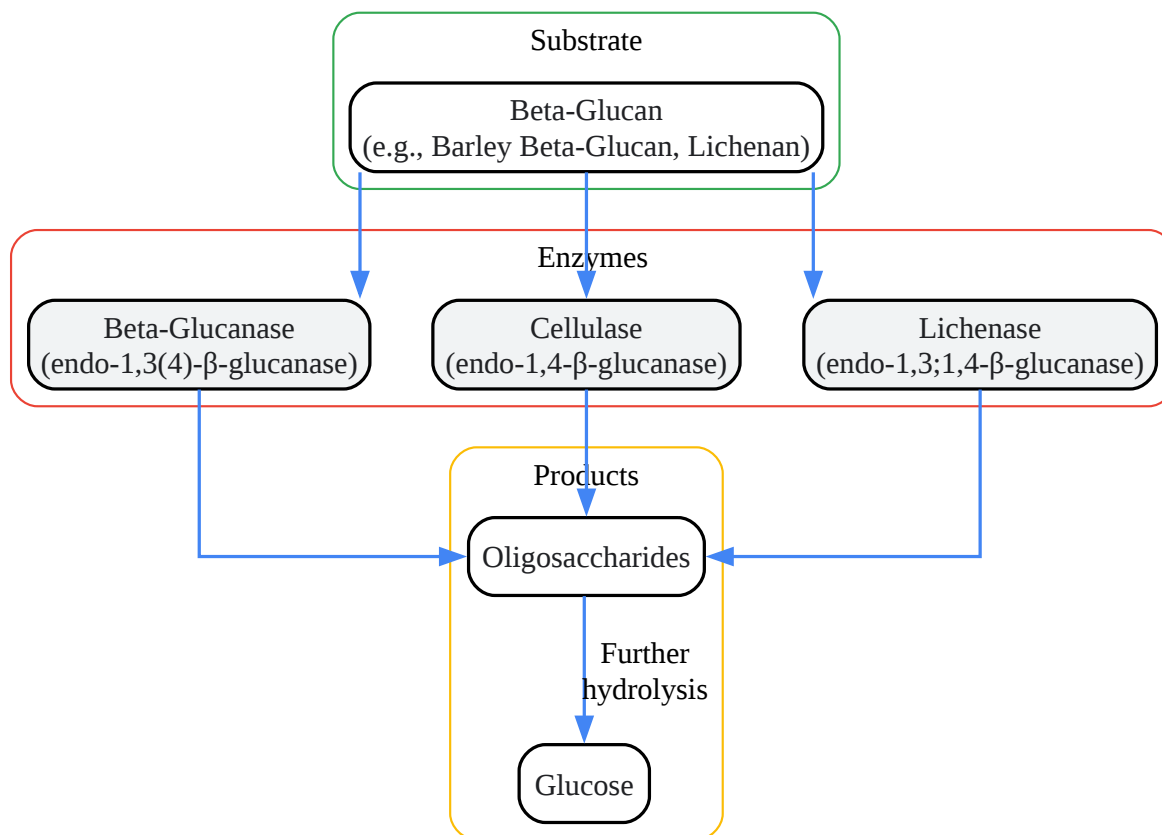 Substrate
Beta-Glucan
(e.g., Barley Beta-Glucan, Lichenan)
Enzymes
Beta-Glucanase
(endo-1,3(4)-β-glucanase)
Cellulase
(endo-1,4-β-glucanase)
Lichenase
(endo-1,3;1,4-β-glucanase)
Products
Oligosaccharides
Further
hydrolysis
Glucose